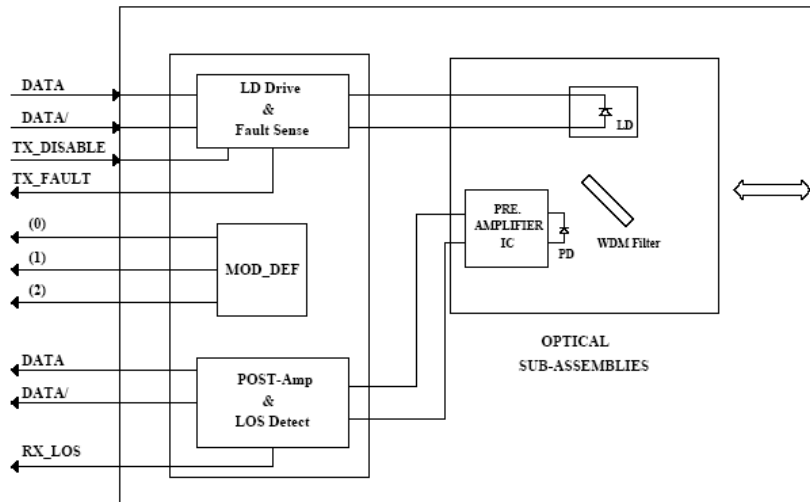 DATA
DATA/
TX_DISABLE
TX_FAULT
LD Drive
&
Fault Sense
LD
(0)
(1)
(2)
MOD_DEF
PRE.
AMPLIFIER
IC
PD
WDM Filter
OPTICAL
SUB-ASSEMBLIES
DATA
DATA/
RX_LOS
POST-Amp
&
LOS Detect